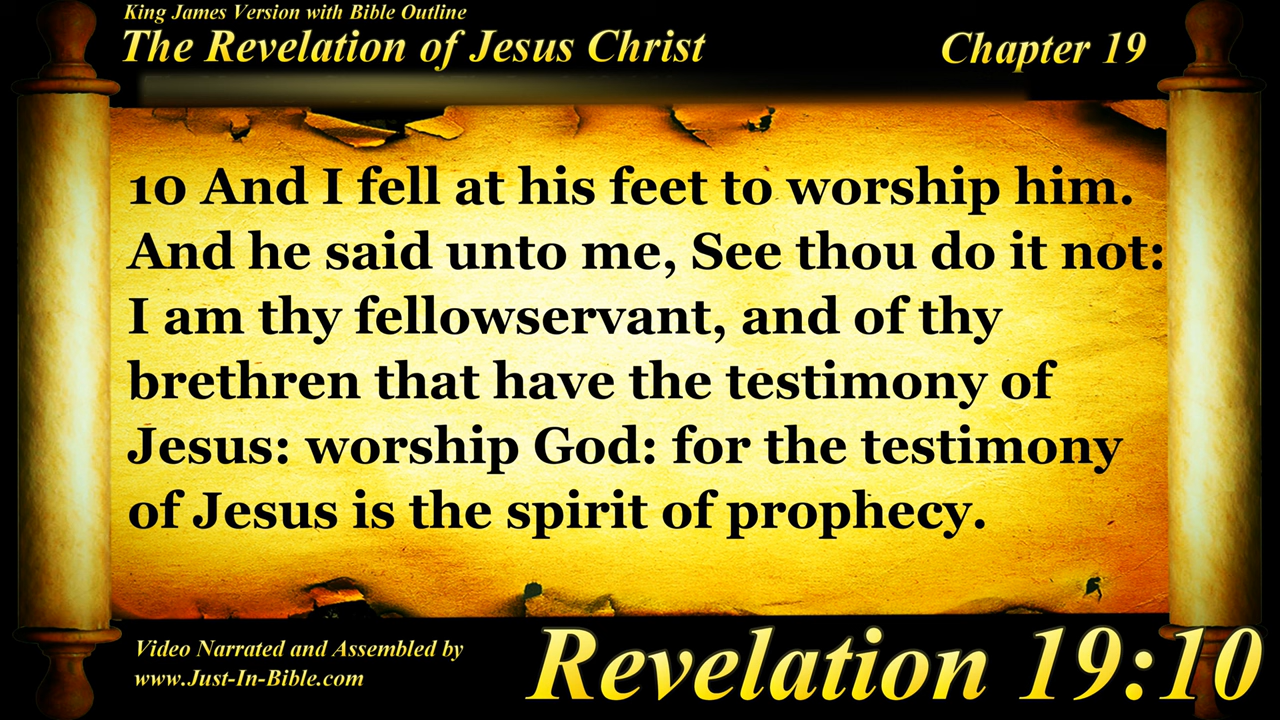 King James Version with Bible Outline
The Revelation of Jesus Christ
Chapter 19
10 And I fell at his feet to worship him.
And he said unto me, See thou do it not:
I am thy fellowservant, and of thy
brethren that have the testimony of
Jesus: worship God: for the testimony
of Jesus is the spirit of prophecy.
Video Narrated and Assembled by
www.Just-In-Bible.com
Revelation 19:10